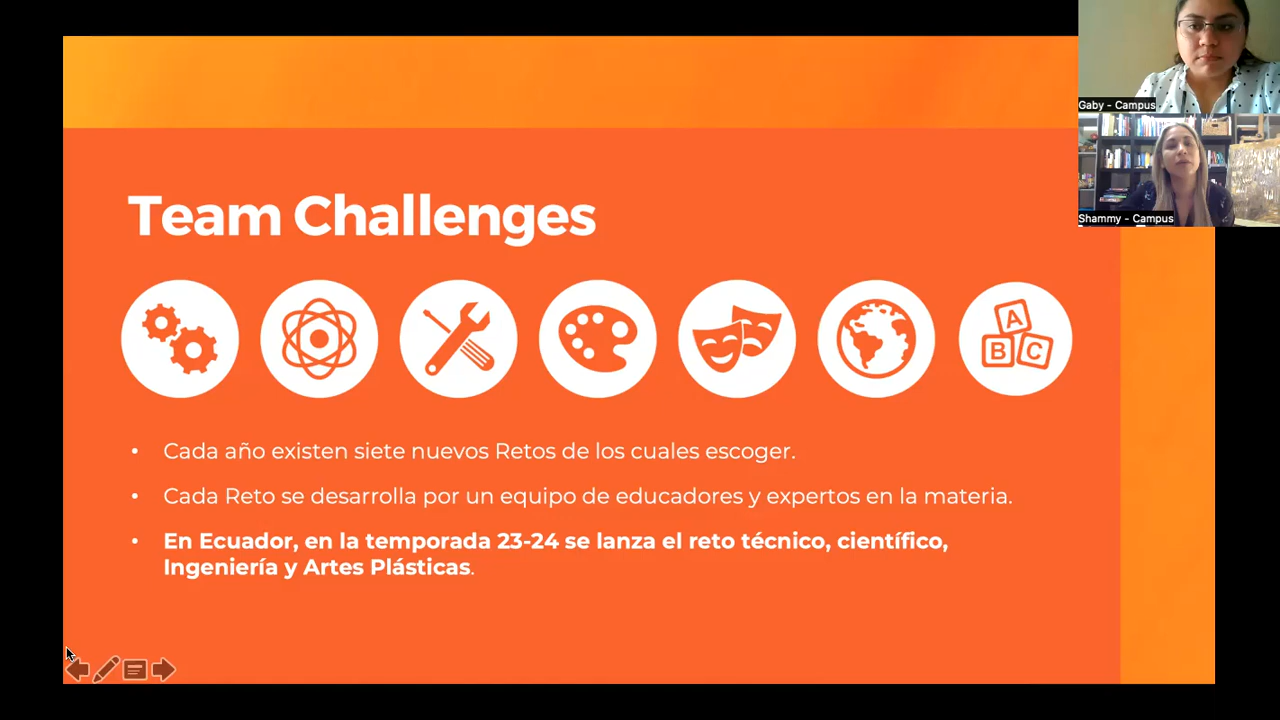 Gaby - Campus
Shammy - Campus
Team Challenges
A
B C
• Cada año existen siete nuevos Retos de los cuales escoger.
• Cada Reto se desarrolla por un equipo de educadores y expertos en la materia.
• En Ecuador, en la temporada 23-24 se lanza el reto técnico, científico,
Ingeniería y Artes Plásticas.